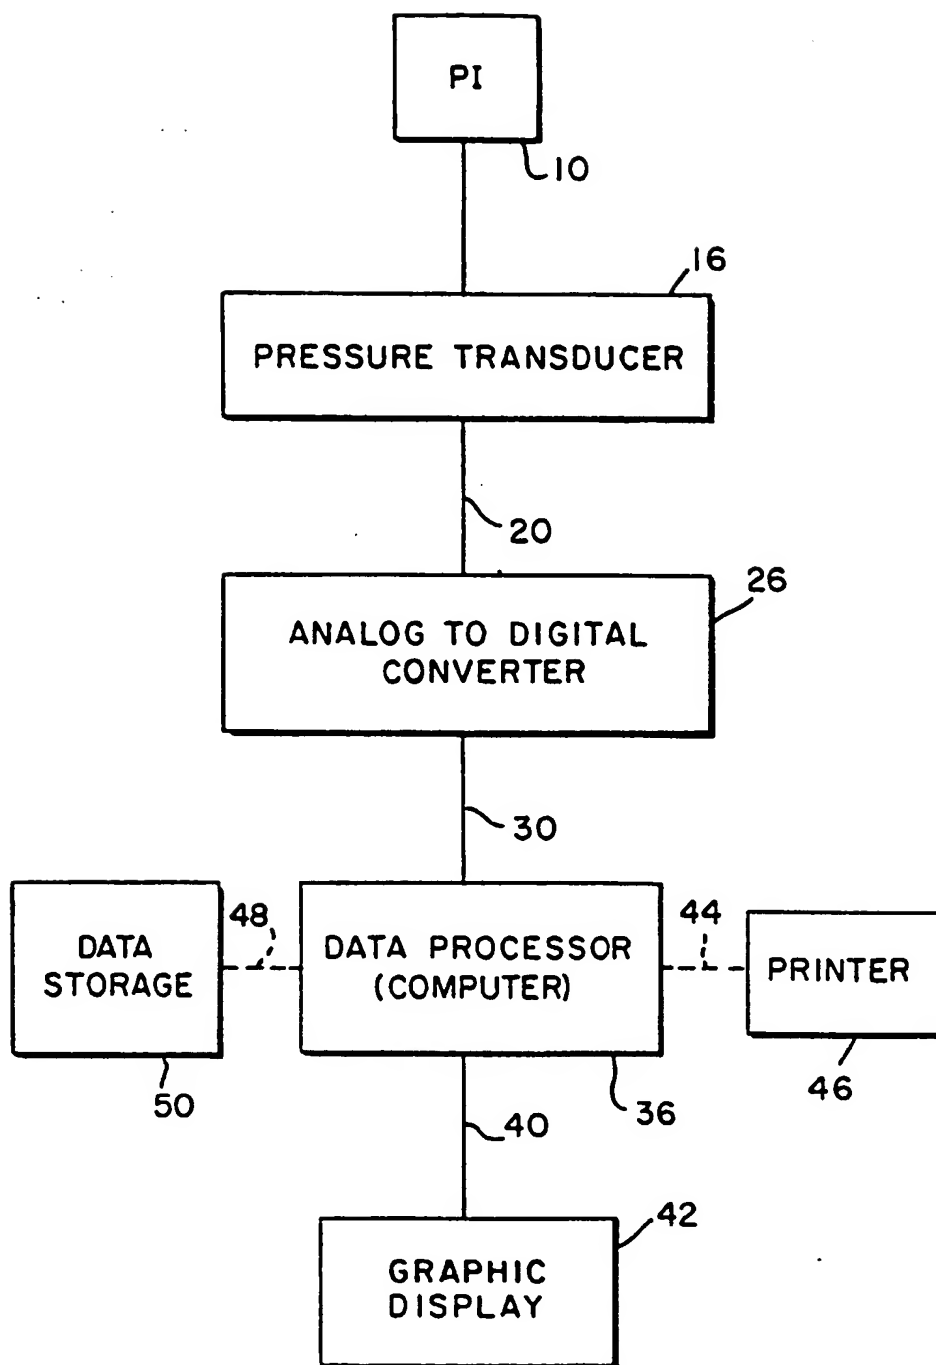 PI
10
16
PRESSURE TRANSDUCER
20
26
ANALOG TO DIGITAL
CONVERTER
30
48
44
DATA
STORAGE
DATA PROCESSOR
(COMPUTER)
PRINTER
50
36
46
40
42
GRAPHIC
DISPLAY